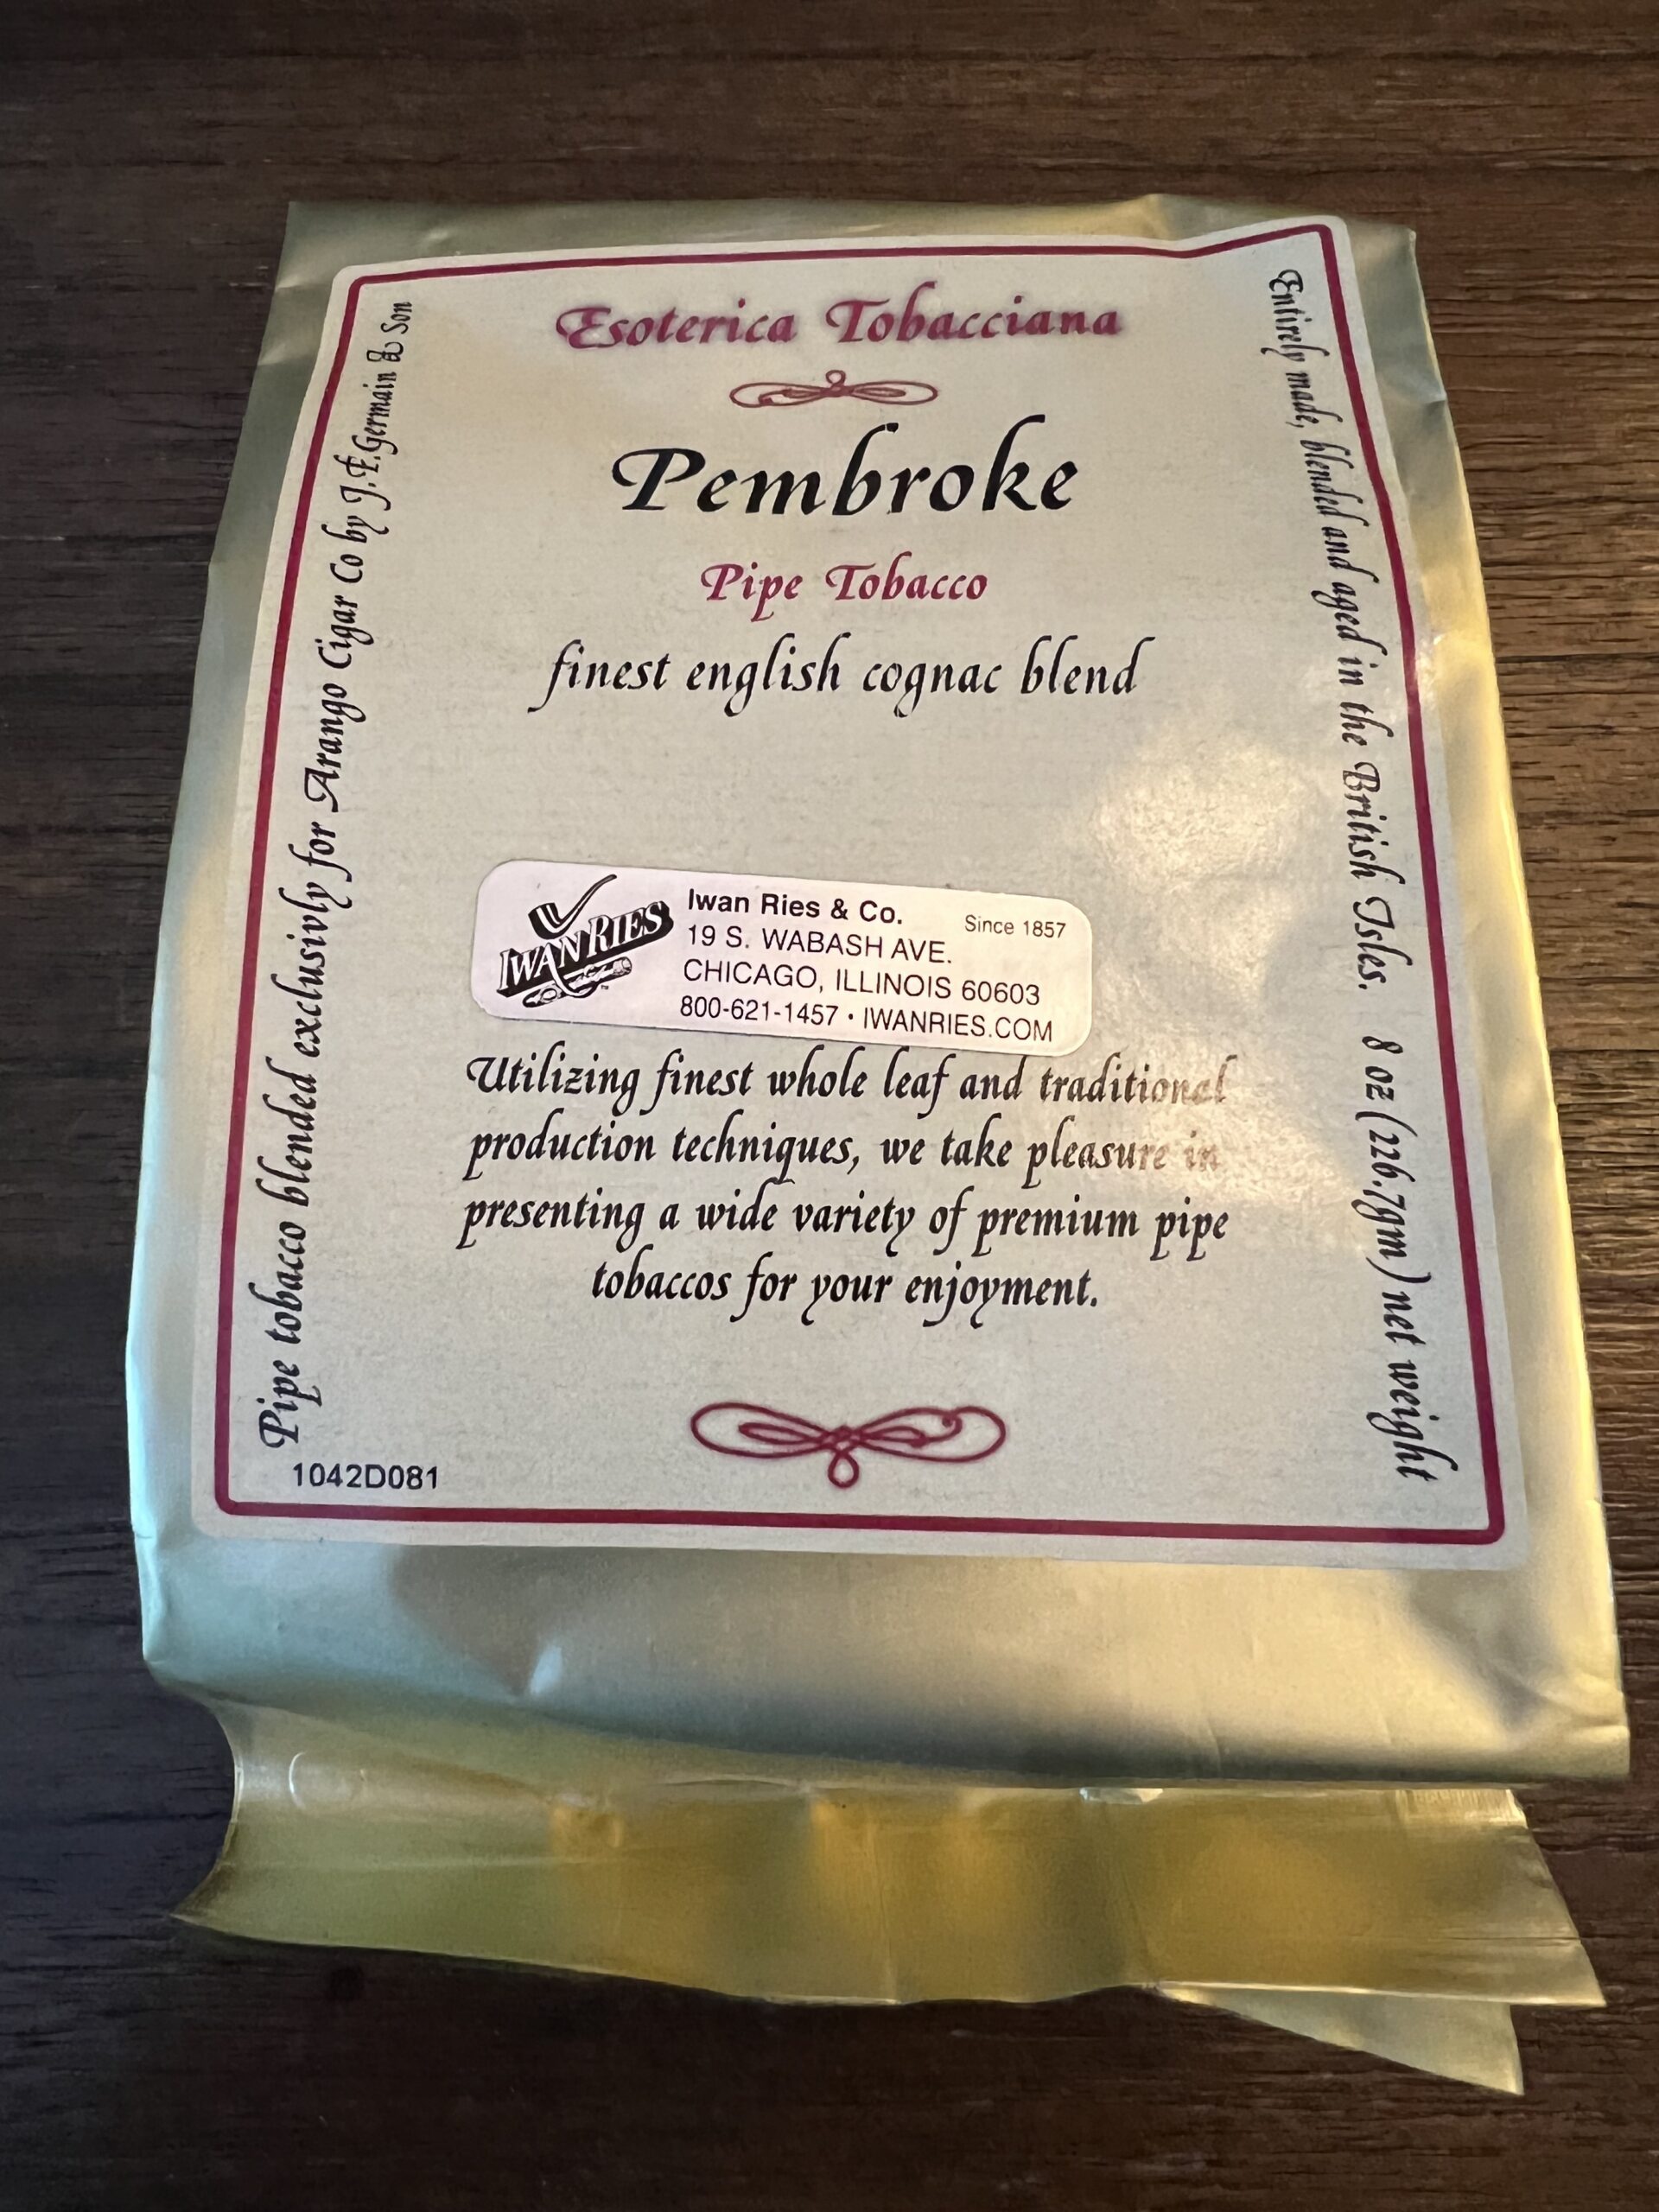 Esoterica Tobacciana
Pembroke
Pipe Tobacco
finest english cognac blend
IWAN RIES
™
Iwan Ries & Co.
Since 1857
19 S. WABASH AVE.
CHICAGO, ILLINOIS 60603
800-621-1457 • IWANRIES.COM
Utilizing finest whole leaf and traditional
production techniques, we take pleasure in
presenting a wide variety of premium pipe
tobaccos for your enjoyment.
Pipe tobacco blended exclusivly for Arango Cigar Co by J.F.Germain & Son
Entirely made, blended and aged in the British Isles. 8 oz (226.7gm) net weight
1042D081